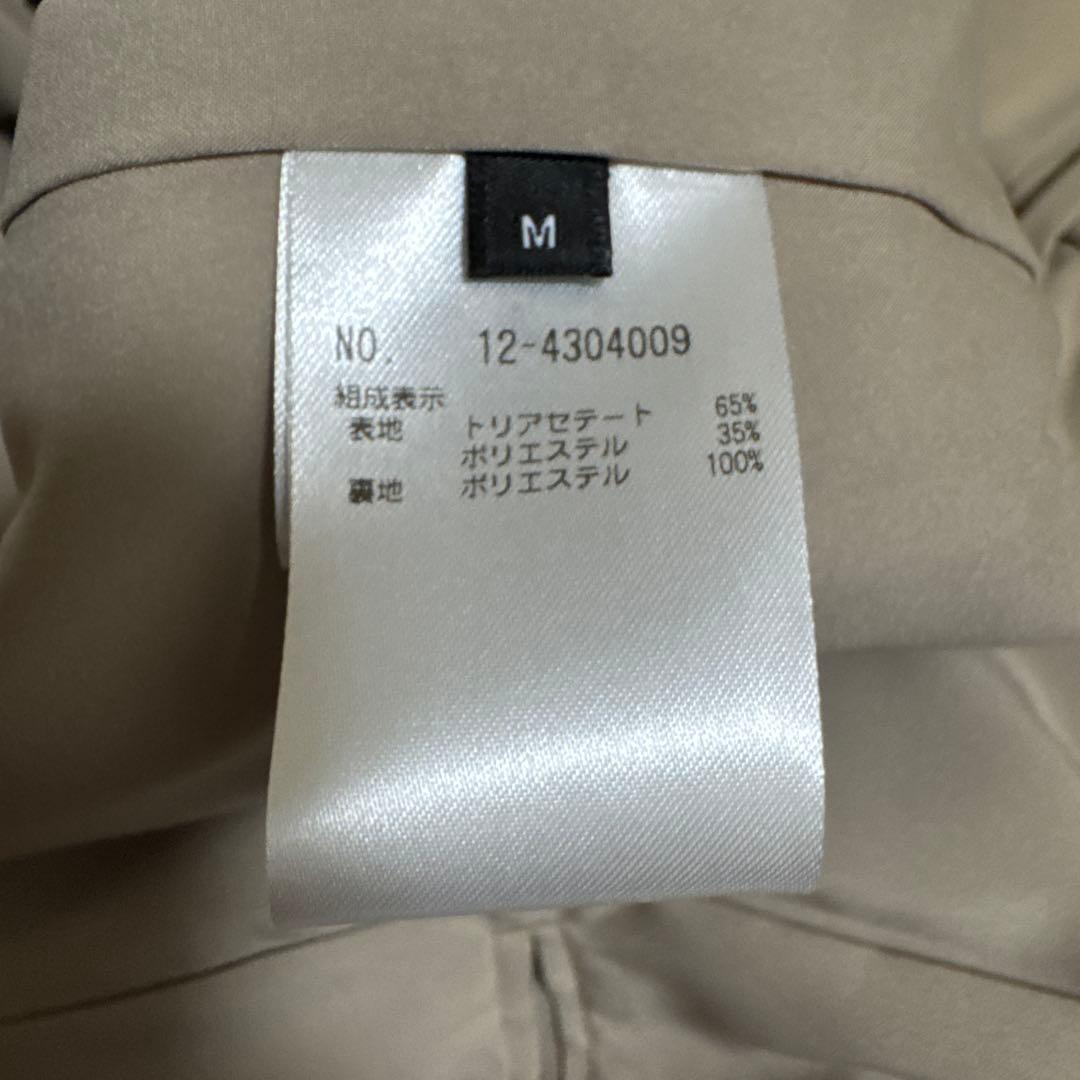 M
NO. 12-4304009
組成表示
表地 トリアセテート 65%
ポリエステル 35%
裏地 ポリエステル 100%